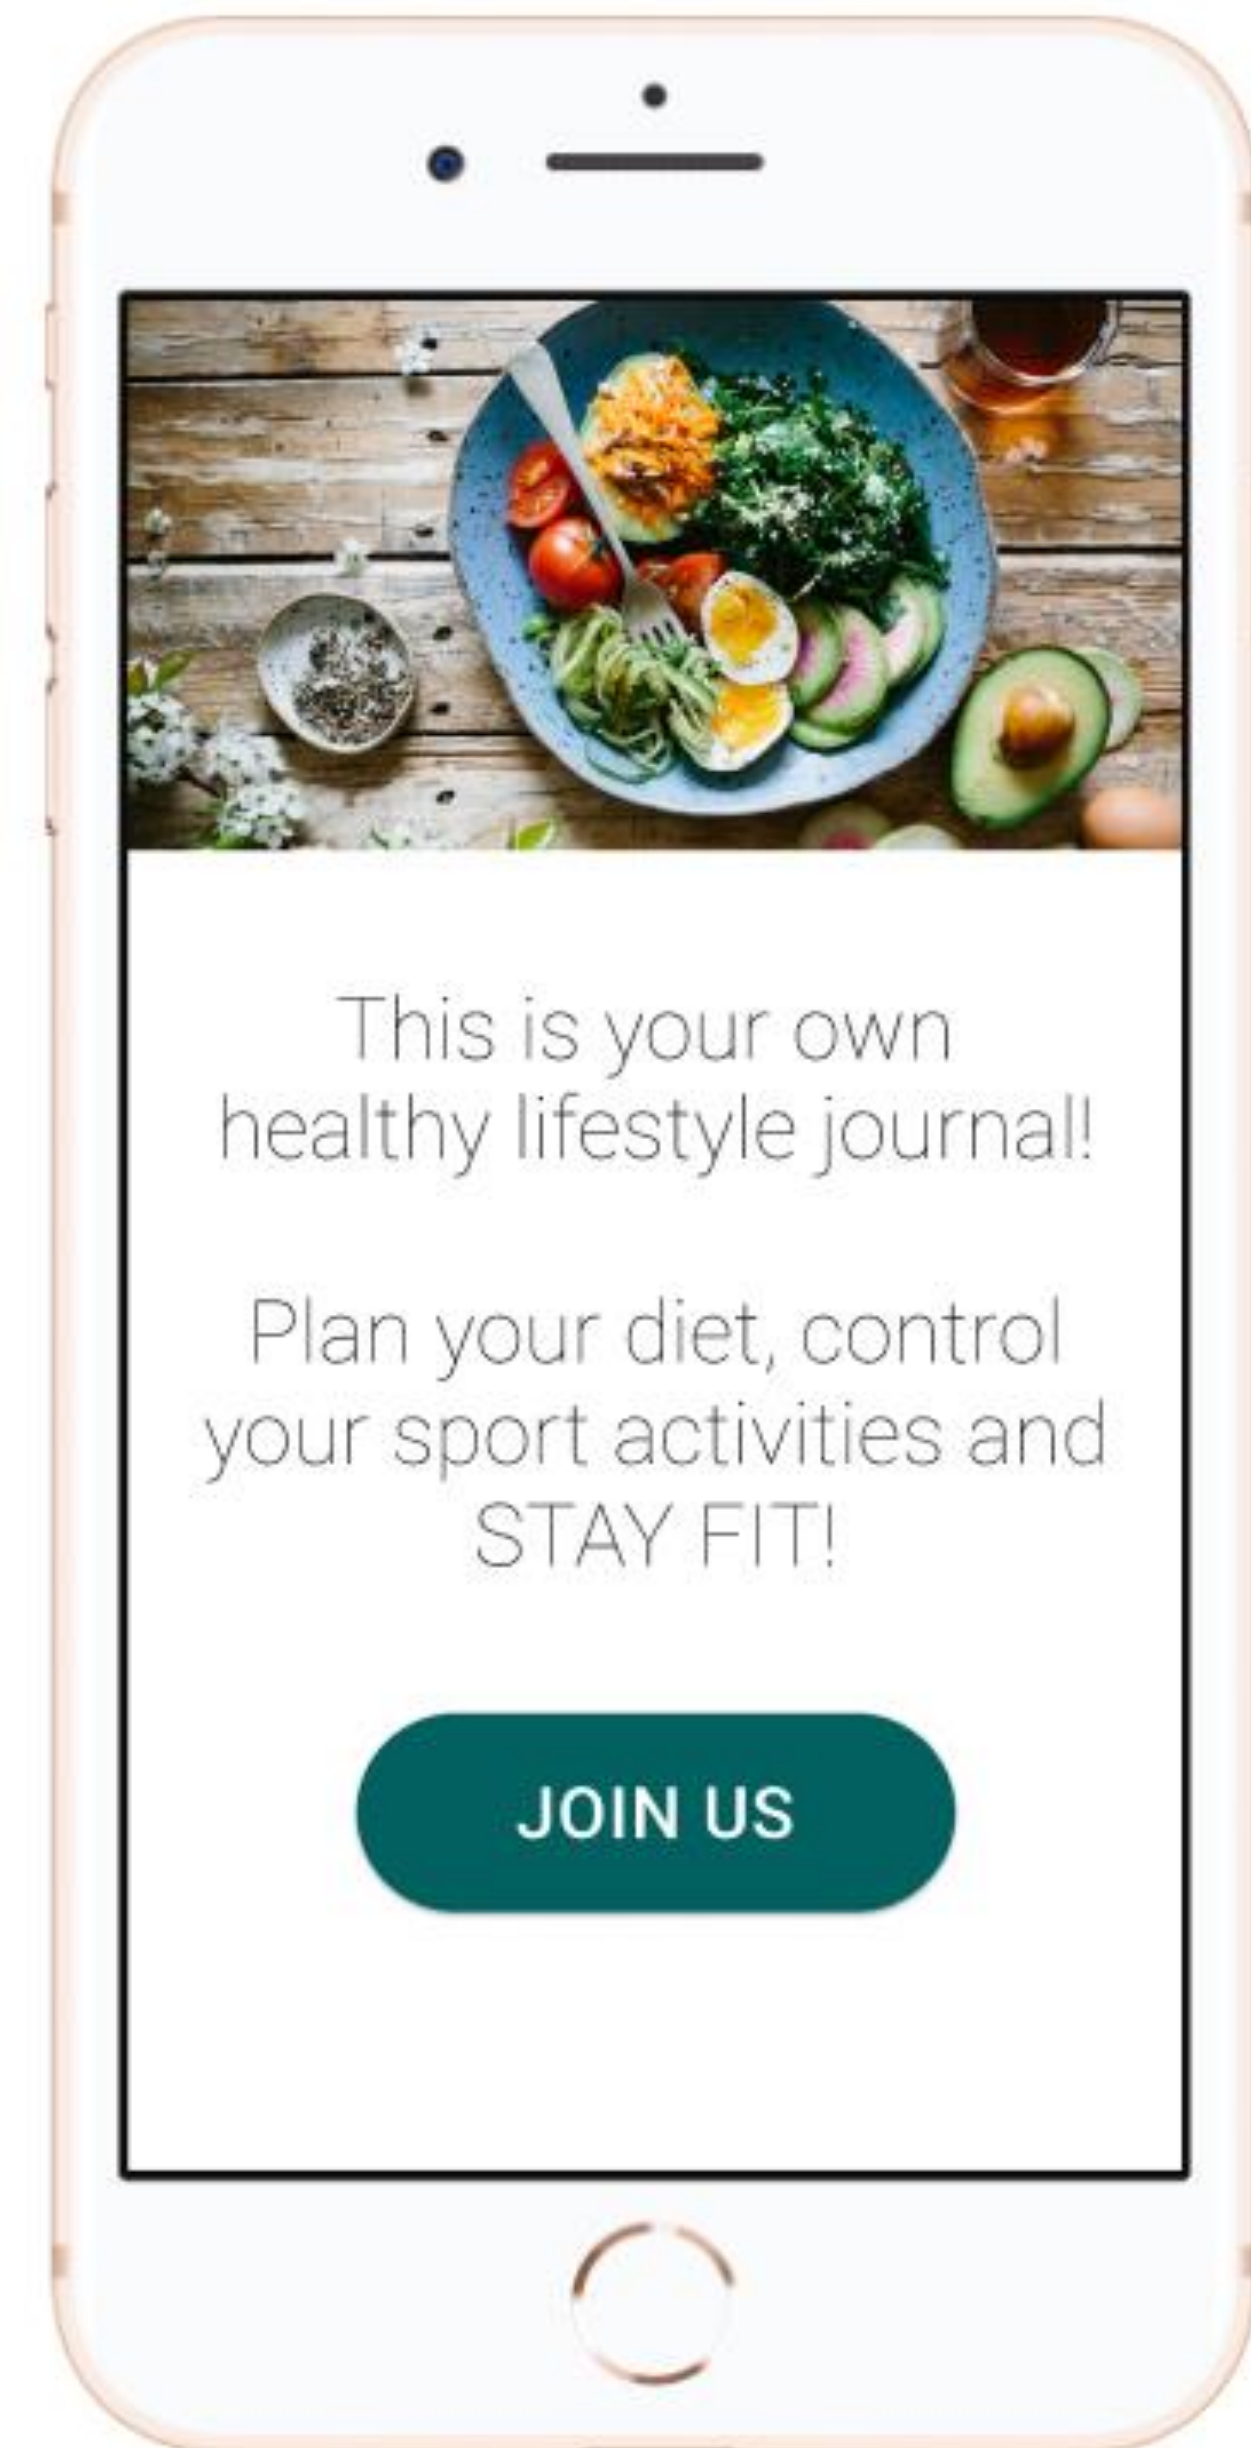 This is your own
healthy lifestyle journal!
Plan your diet, control
your sport activities and
STAY FIT!
JOIN US